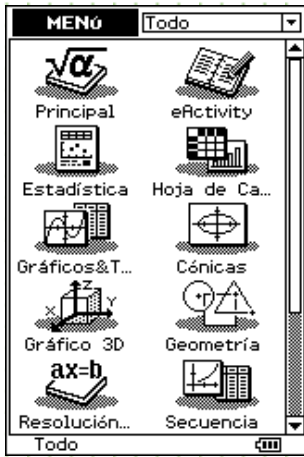 MENÚ Todo
√α
Principal eActivity
Estadística Hoja de Ca...
Gráficos&T... Cónicas
Z
X Y
Gráfico 3D Geometría
ax=b
Resolución... Secuencia
Todo